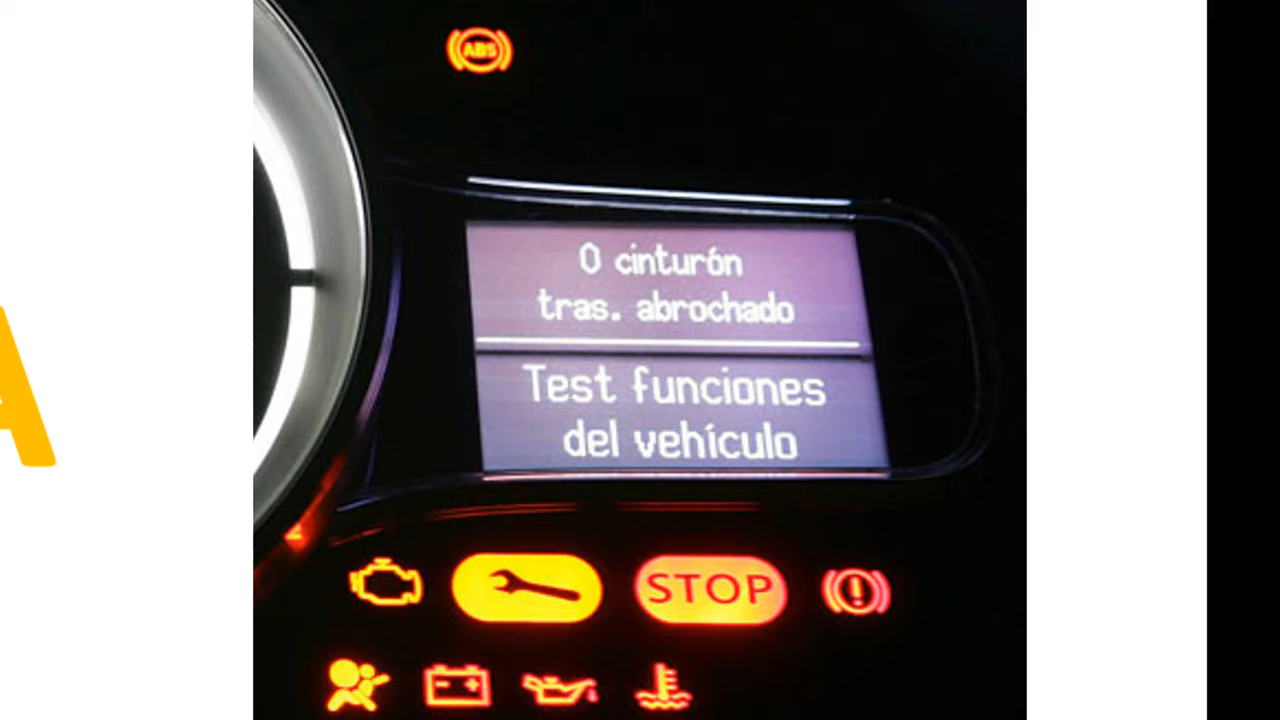 A
ABS
0 cinturón
tras. abrochado
Test funciones
del vehículo
STOP